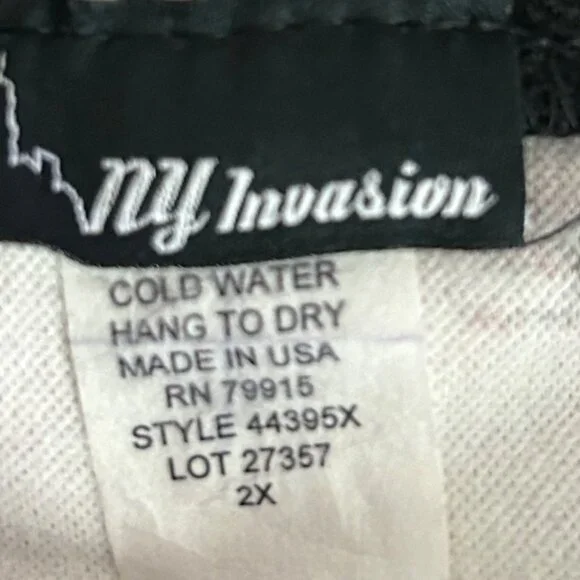 NY Invasion
COLD WATER
HANG TO DRY
MADE IN USA
RN 79915
STYLE 44395X
LOT 27357
2X